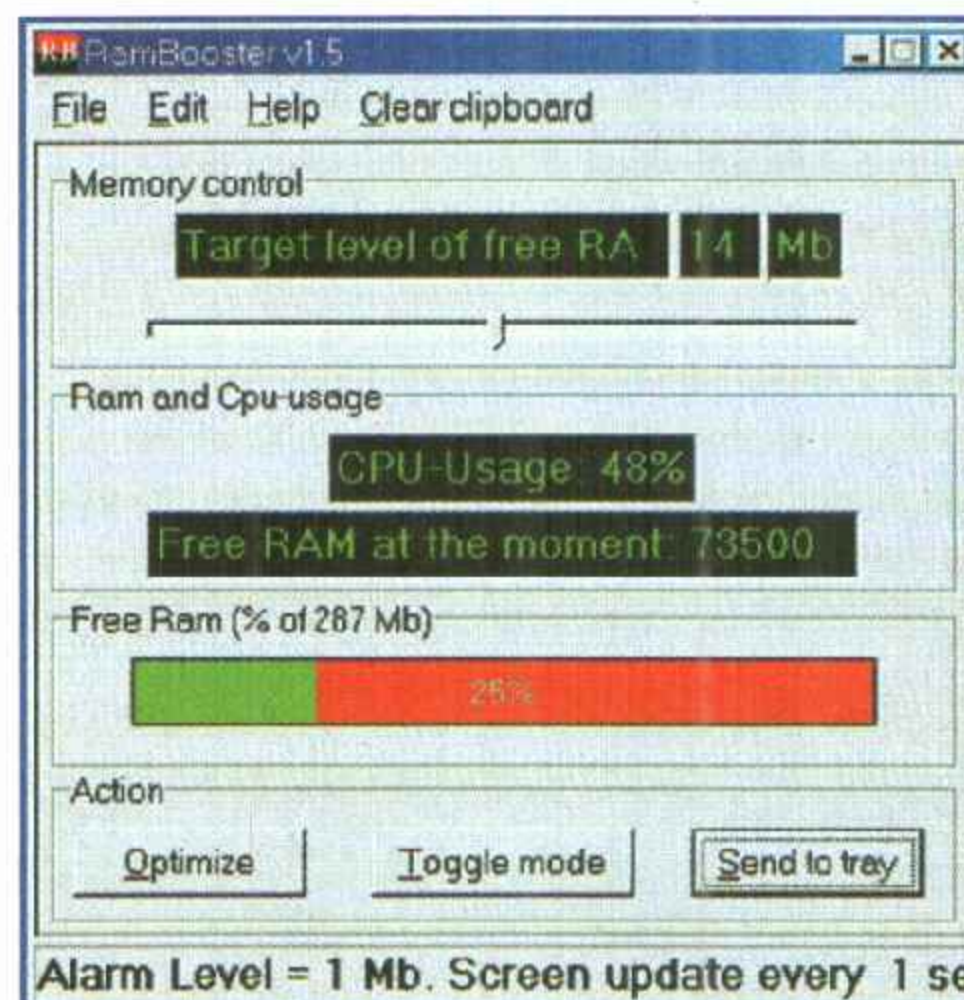 RB RamBooster v1.5
File Edit Help Clear clipboard
Memory control
Target level of free RA 14 Mb
Ram and Cpu usage
CPU-Usage: 48%
Free RAM at the moment: 73500
Free Ram (% of 287 Mb)
25%
Action
Optimize Toggle mode Send to tray
Alarm Level = 1 Mb. Screen update every 1 se